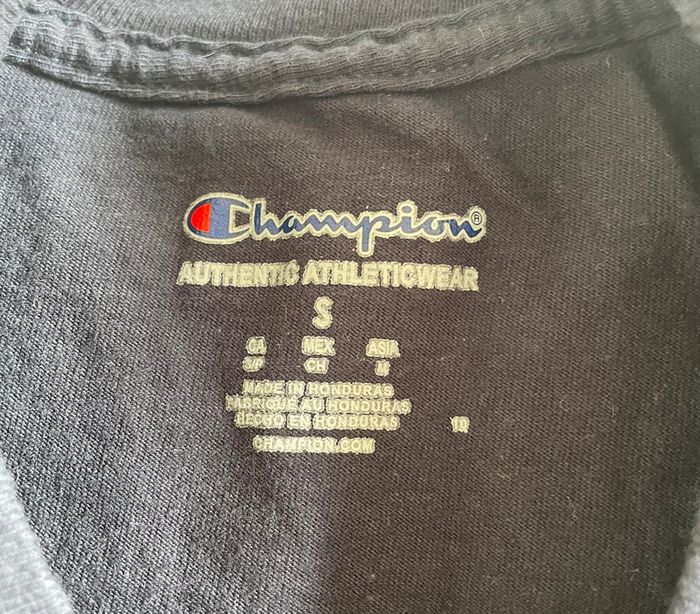 Champion®
AUTHENTIC ATHLETICWEAR
S
CA MEX ASIA
S/P CH M
MADE IN HONDURAS
FABRIQUÉ AU HONDURAS
HECHO EN HONDURAS
CHAMPION.COM